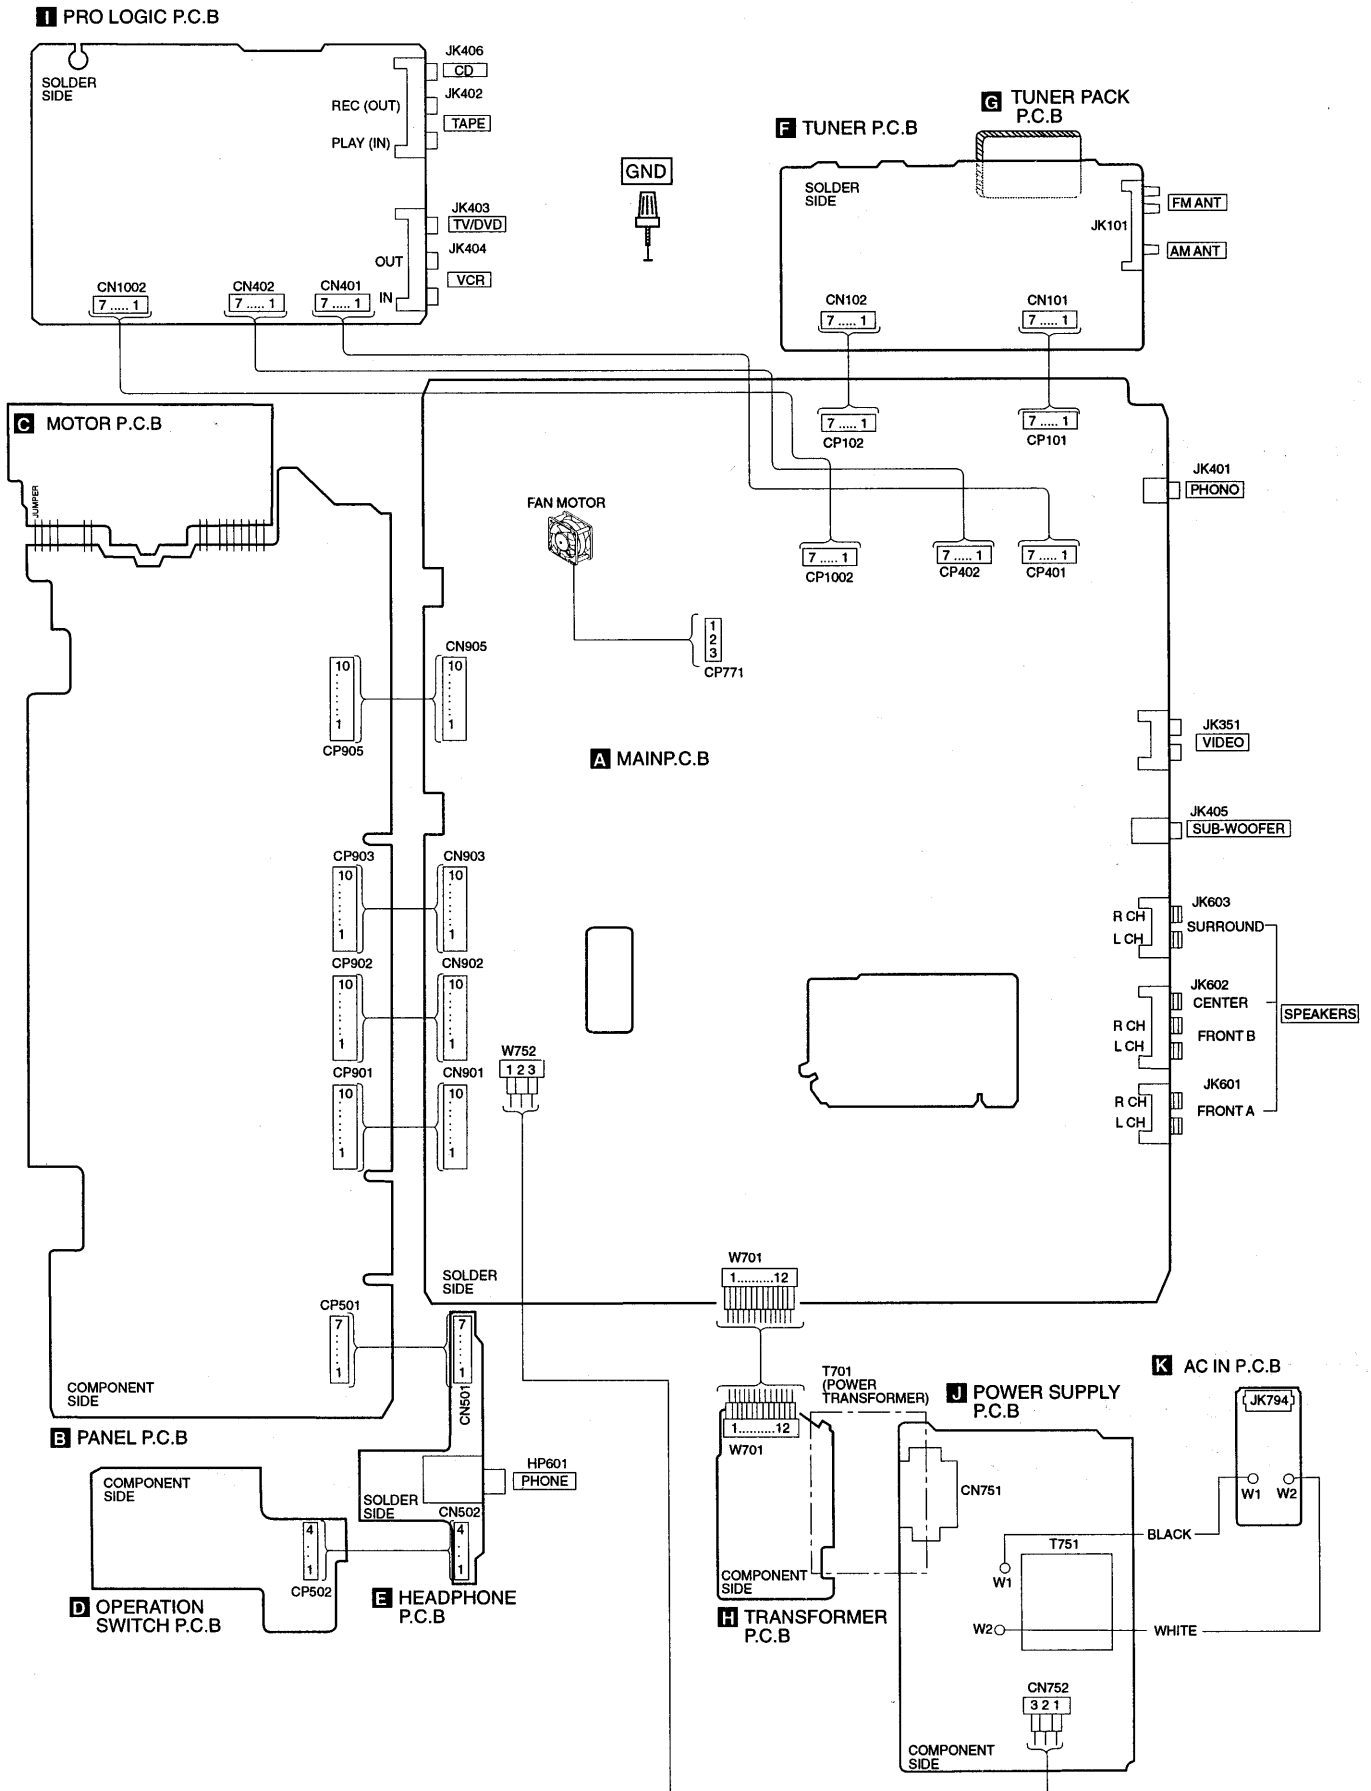 I PRO LOGIC P.C.B
SOLDER
SIDE
JK406
CD
JK402
REC (OUT)
TAPE
PLAY (IN)
JK403
TV/DVD
JK404
OUT
VCR
IN
CN1002
7 ..... 1
CN402
7 ..... 1
CN401
7 ..... 1
GND
F TUNER P.C.B
G TUNER PACK
P.C.B
SOLDER
SIDE
JK101
FM ANT
AM ANT
CN102
7 ..... 1
CN101
7 ..... 1
C MOTOR P.C.B
JUMPER
7 ..... 1
CP102
7 ..... 1
CP101
JK401
PHONO
FAN MOTOR
7 ..... 1
CP1002
7 ..... 1
CP402
7 ..... 1
CP401
1
2
3
CP771
CN905
10
1
10
1
CP905
A MAINP.C.B
JK351
VIDEO
JK405
SUB-WOOFER
CP903
10
1
CN903
10
1
CP902
10
1
CN902
10
1
CP901
10
1
CN901
10
1
W752
1 2 3
JK603
R CH
SURROUND
L CH
JK602
CENTER
R CH
FRONT B
L CH
SPEAKERS
JK601
R CH
FRONT A
L CH
W701
1..........12
SOLDER
SIDE
CP501
7
1
7
1
CN501
COMPONENT
SIDE
B PANEL P.C.B
T701
(POWER
TRANSFORMER)
1..........12
W701
J POWER SUPPLY
P.C.B
K AC IN P.C.B
JK794
W1
W2
COMPONENT
SIDE
HP601
PHONE
SOLDER
SIDE
CN502
4
1
4
1
CP502
D OPERATION
SWITCH P.C.B
E HEADPHONE
P.C.B
COMPONENT
SIDE
H TRANSFORMER
P.C.B
CN751
BLACK
T751
W1
W2
WHITE
CN752
3 2 1
COMPONENT
SIDE